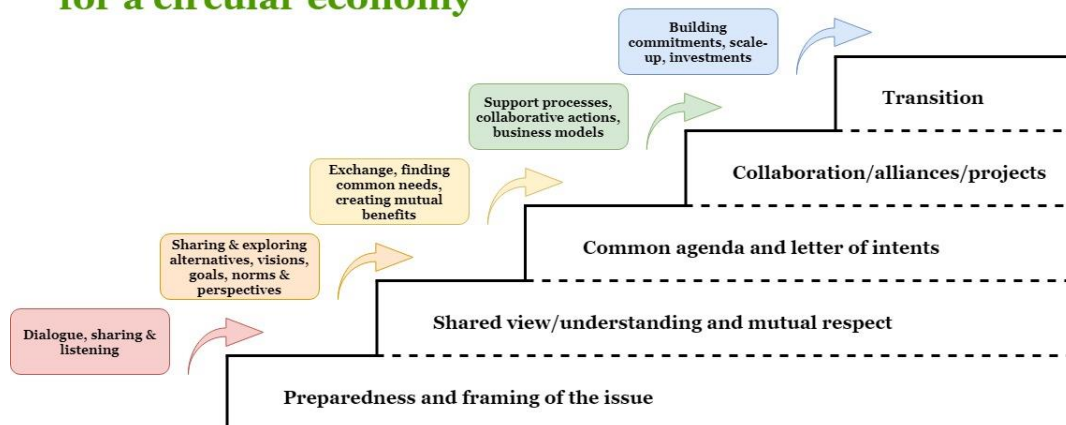 for a circular economy
Building
commitments, scale-
up, investments
Transition
Support processes,
collaborative actions,
business models
Collaboration/alliances/projects
Exchange, finding
common needs,
creating mutual
benefits
Common agenda and letter of intents
Sharing & exploring
alternatives, visions,
goals, norms &
perspectives
Shared view/understanding and mutual respect
Dialogue, sharing &
listening
Preparedness and framing of the issue